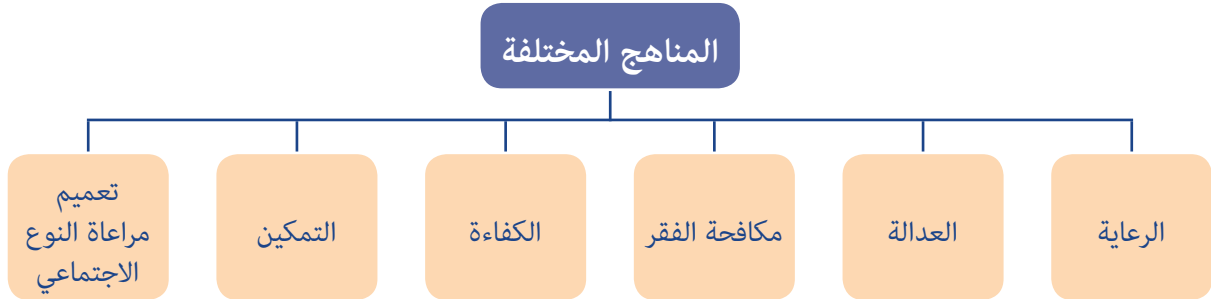 المناهج المختلفة
الرعاية
العدالة
مكافحة الفقر
الكفاءة
التمكين
تعميم
مراعاة النوع
الاجتماعي